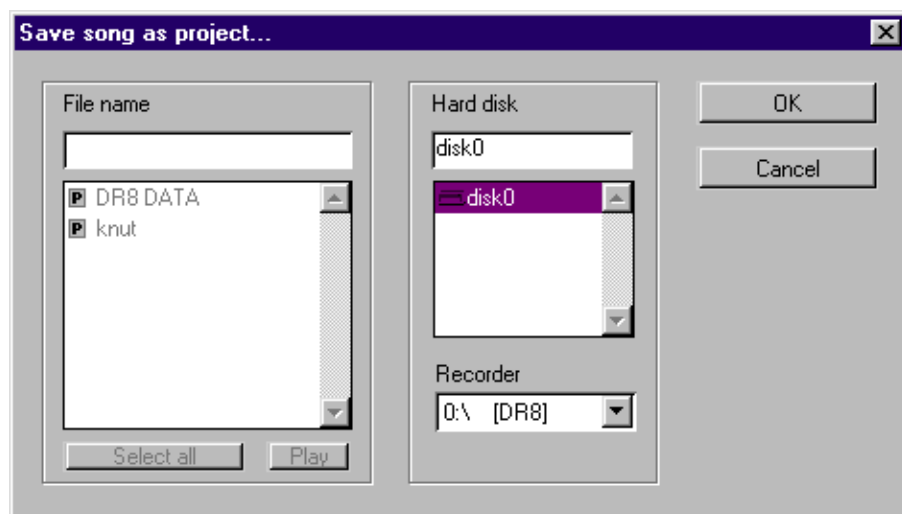 Save song as project...
File name
P DR8 DATA
P knut
Select all
Play
Hard disk
disk0
disk0
Recorder
0:\ [DR8]
OK
Cancel